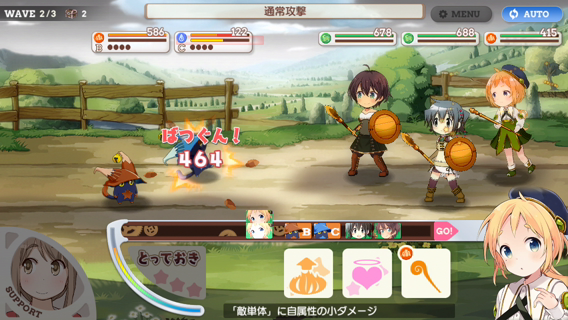 WAVE 2/3 2
通常攻撃
MENU
AUTO
586
B
122
C
678
688
415
ばつぐん!
464
B
C
GO!
とっておき
SUPPORT
「敵単体」に自属性の小ダメージ